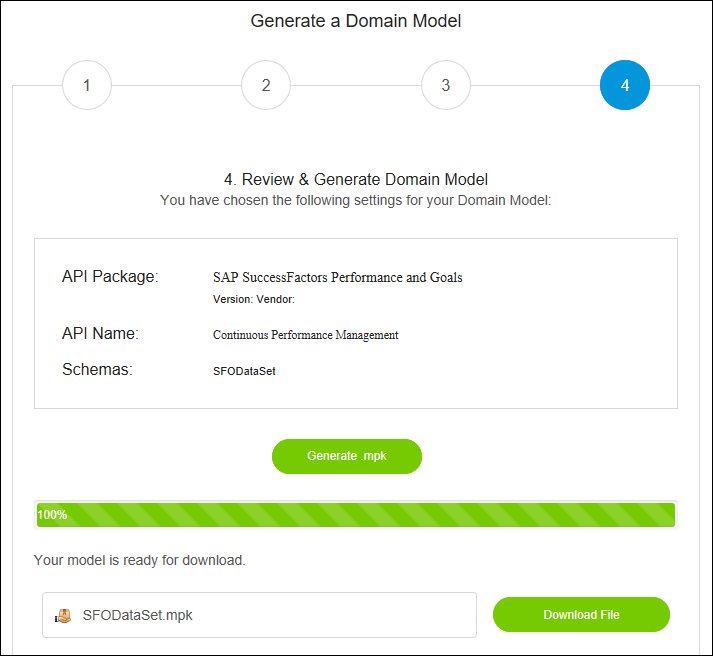 Generate a Domain Model
1 2 3 4
4. Review & Generate Domain Model
You have chosen the following settings for your Domain Model:
API Package: SAP SuccessFactors Performance and Goals
Version: Vendor:
API Name: Continuous Performance Management
Schemas: SFODataSet
Generate .mpk
100%
Your model is ready for download.
SFODataSet.mpk Download File